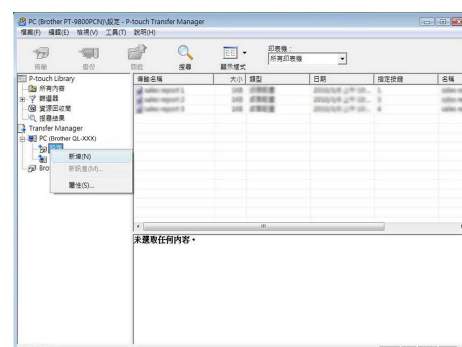 PC (Brother PT-9800PCN)\設定 - P-touch Transfer Manager
檔案(F) 編輯(E) 檢視(V) 工具(T) 說明(H)
傳輸 備份 開啟 搜尋 顯示樣式
印表機：
所有印表機
P-touch Library
所有內容
篩選器
資源回收筒
搜尋結果
Transfer Manager
PC (Brother QL-XXX)
設定
Bro
新增(N)
新訊息(M)...
屬性(S)...
傳輸名稱 大小 類型 日期 指定按鍵 名稱
未選取任何內容。